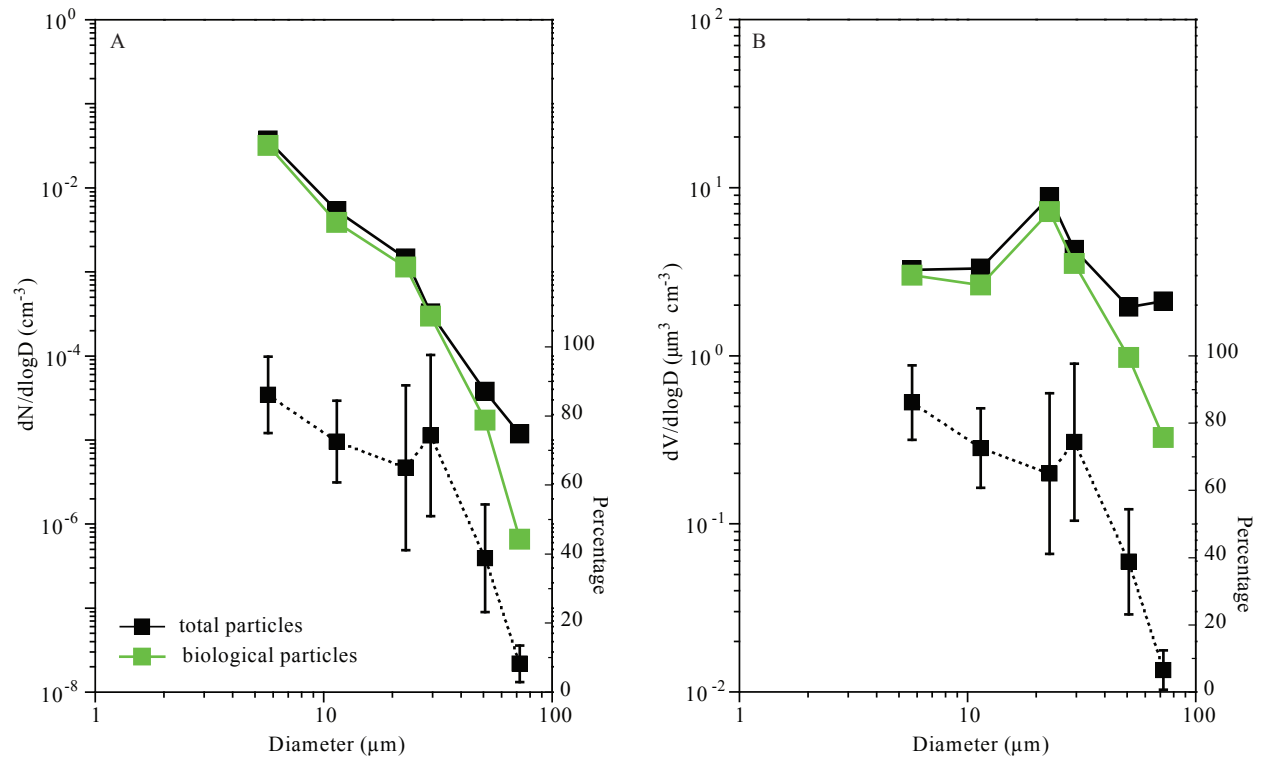 A
10^0
10^-2
10^-4
10^-6
10^-8
dN/dlogD (cm^-3)
100
80
60
40
20
0
Percentage
total particles
biological particles
1
10
100
Diameter (µm)
B
10^2
10^1
10^0
10^-1
10^-2
dV/dlogD (µm^3 cm^-3)
100
80
60
40
20
0
Percentage
1
10
100
Diameter (µm)